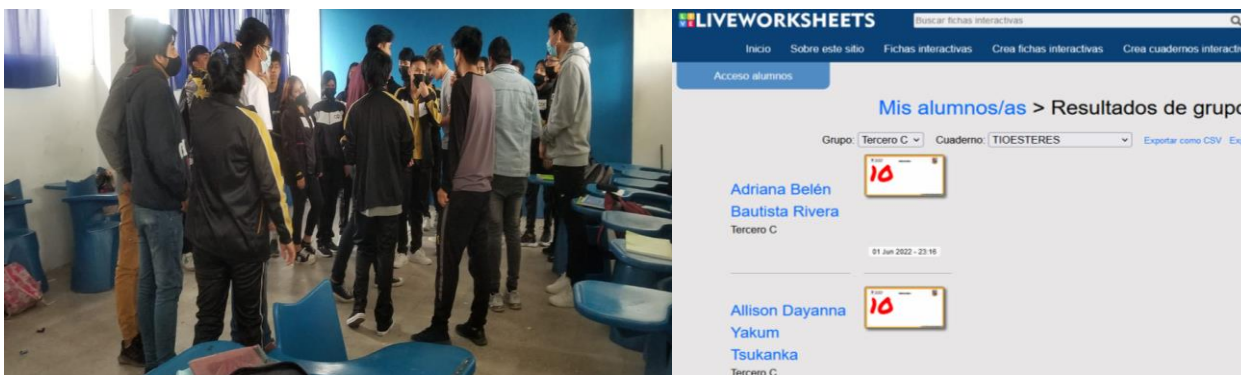 LIVEWORKSHEETS
Buscar fichas interactivas
Inicio Sobre este sitio Fichas interactivas Crea fichas interactivas Crea cuadernos interacti
Acceso alumnos
Mis alumnos/as > Resultados de grupo
Grupo: Tercero C Cuaderno: TIOESTERES Exportar como CSV Ex
10
Adriana Belén
Bautista Rivera
Tercero C
01 Jun 2022 - 23:16
10
Allison Dayanna
Yakum
Tsukanka
Tercero C